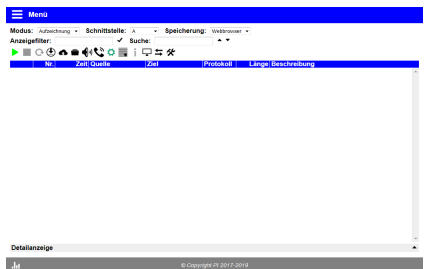 Menü
Modus: Aufzeichnung Schnittstelle: A Speicherung: Webbrowser
Anzeigefilter: Suche:
Nr. Zeit Quelle Ziel Protokoll Länge Beschreibung
Detailanzeige
© Copyright PI 2017-2019